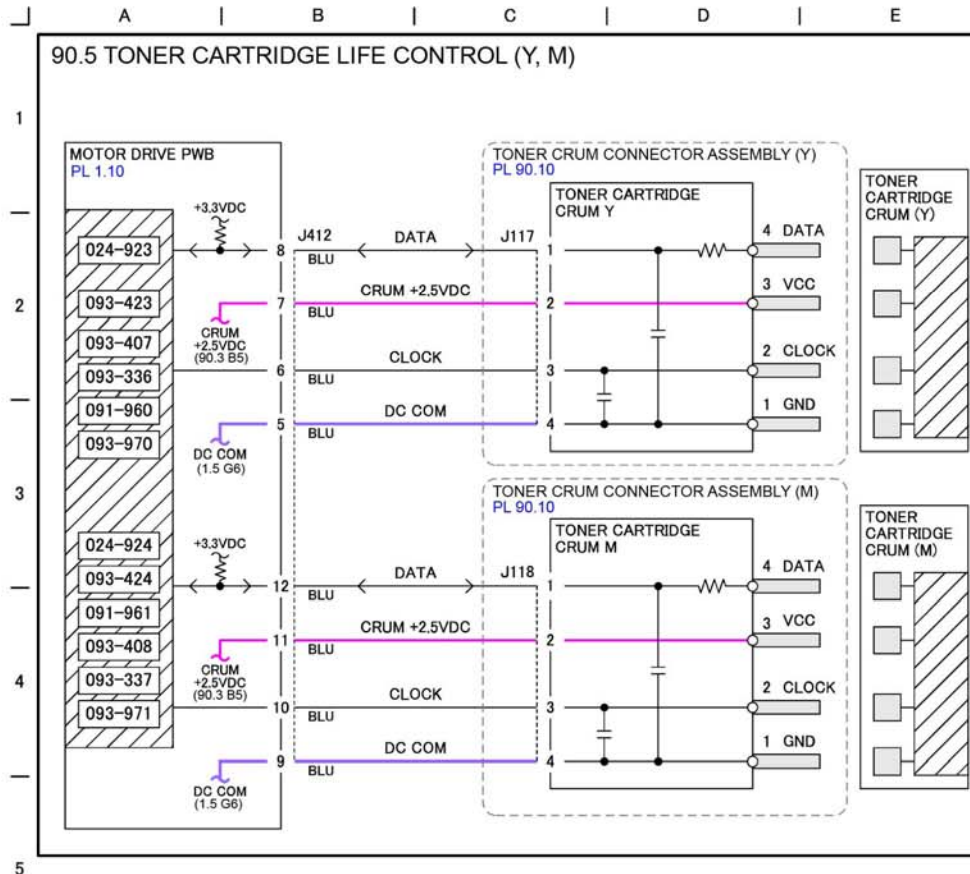 A B C D E
1
2
3
4
5
90.5 TONER CARTRIDGE LIFE CONTROL (Y, M)
MOTOR DRIVE PWB
PL 1.10
024-923
093-423
093-407
093-336
091-960
093-970
024-924
093-424
091-961
093-408
093-337
093-971
+3.3VDC
CRUM
+2.5VDC
(90.3 B5)
DC COM
(1.5 G6)
+3.3VDC
CRUM
+2.5VDC
(90.3 B5)
DC COM
(1.5 G6)
8 J412 DATA J117 1
BLU
7 CRUM +2.5VDC 2
BLU
6 CLOCK 3
BLU
5 DC COM 4
BLU
TONER CRUM CONNECTOR ASSEMBLY (Y)
PL 90.10
TONER CARTRIDGE
CRUM Y
4 DATA
3 VCC
2 CLOCK
1 GND
TONER
CARTRIDGE
CRUM (Y)
12 DATA J118 1
BLU
11 CRUM +2.5VDC 2
BLU
10 CLOCK 3
BLU
9 DC COM 4
BLU
TONER CRUM CONNECTOR ASSEMBLY (M)
PL 90.10
TONER CARTRIDGE
CRUM M
4 DATA
3 VCC
2 CLOCK
1 GND
TONER
CARTRIDGE
CRUM (M)